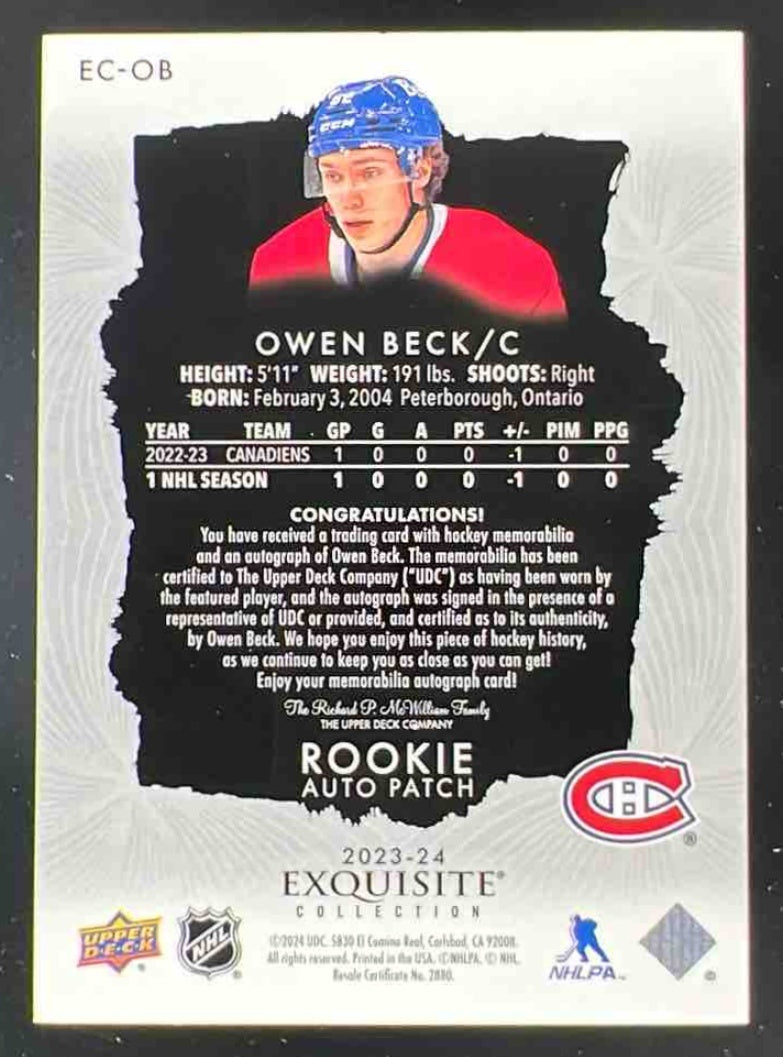 EC-OB
CCM
OWEN BECK/C
HEIGHT: 5'11" WEIGHT: 191 lbs. SHOOTS: Right
BORN: February 3, 2004 Peterborough, Ontario
YEAR TEAM GP G A PTS +/- PIM PPG
2022-23 CANADIENS 1 0 0 0 -1 0 0
1 NHL SEASON 1 0 0 0 -1 0 0
CONGRATULATIONS!
You have received a trading card with hockey memorabilia
and an autograph of Owen Beck. The memorabilia has been
certified to The Upper Deck Company ("UDC") as having been worn by
the featured player, and the autograph was signed in the presence of a
representative of UDC or provided, and certified as to its authenticity,
by Owen Beck. We hope you enjoy this piece of hockey history,
as we continue to keep you as close as you can get!
Enjoy your memorabilia autograph card!
The Richard P. McWilliam Family
THE UPPER DECK COMPANY
ROOKIE
AUTO PATCH
CH
®
2023-24
EXQUISITE®
COLLECTION
UPPER
D·E·C·K
®
NHL
®
©2024 UDC. 5830 El Camino Real, Carlsbad, CA 92008.
All rights reserved. Printed in the USA. ©NHLPA. © NHL.
Resale Certificate No. 2880.
NHLPA™
©